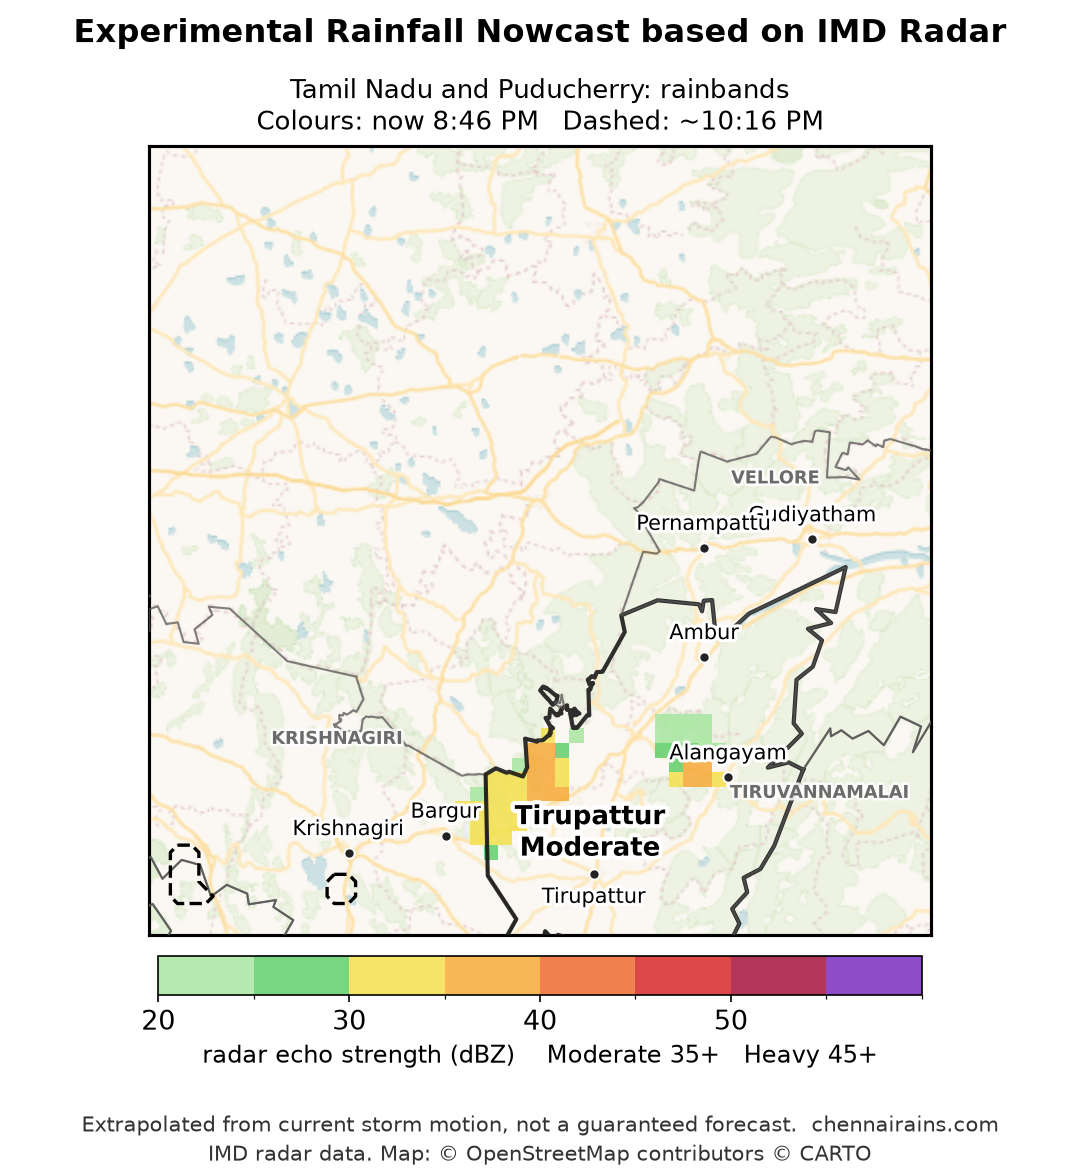 Experimental Rainfall Nowcast based on IMD Radar
Tamil Nadu and Puducherry: rainbands
Colours: now 8:46 PM   Dashed: ~10:16 PM
VELLORE
Gudiyatham
Pernampattu
Ambur
KRISHNAGIRI
Alangayam
TIRUVANNAMALAI
Bargur
Tirupattur
Moderate
Krishnagiri
Tirupattur
20 30 40 50
radar echo strength (dBZ)    Moderate 35+   Heavy 45+
Extrapolated from current storm motion, not a guaranteed forecast.  chennairains.com
IMD radar data. Map: © OpenStreetMap contributors © CARTO